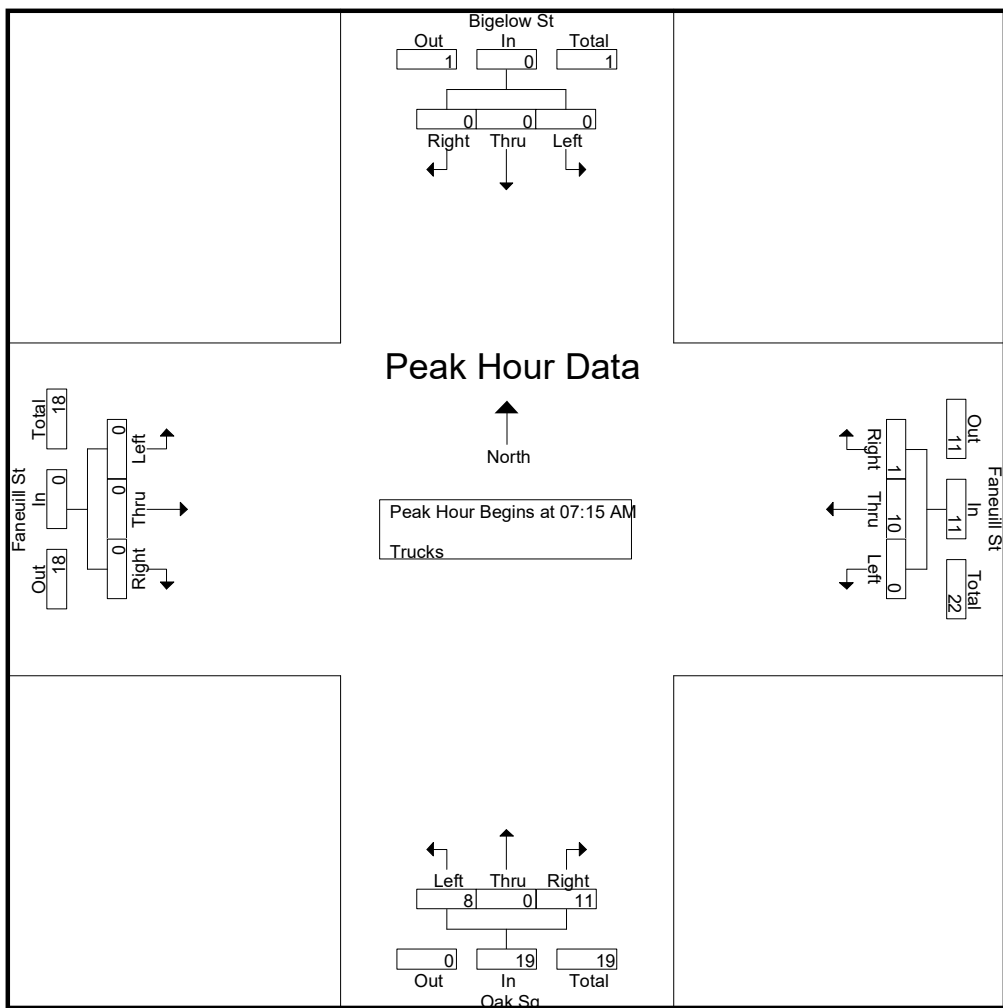 Bigelow St
Out In Total
1 0 1
0 0 0
Right Thru Left
Peak Hour Data
North
Peak Hour Begins at 07:15 AM
Trucks
Faneuill St
Total In Out
18 0 18
0 0 0
Left Thru Right
Right Thru Left
1 10 0
Out In Total
11 11 22
Faneuill St
Left Thru Right
8 0 11
0 19 19
Out In Total
Oak Sq